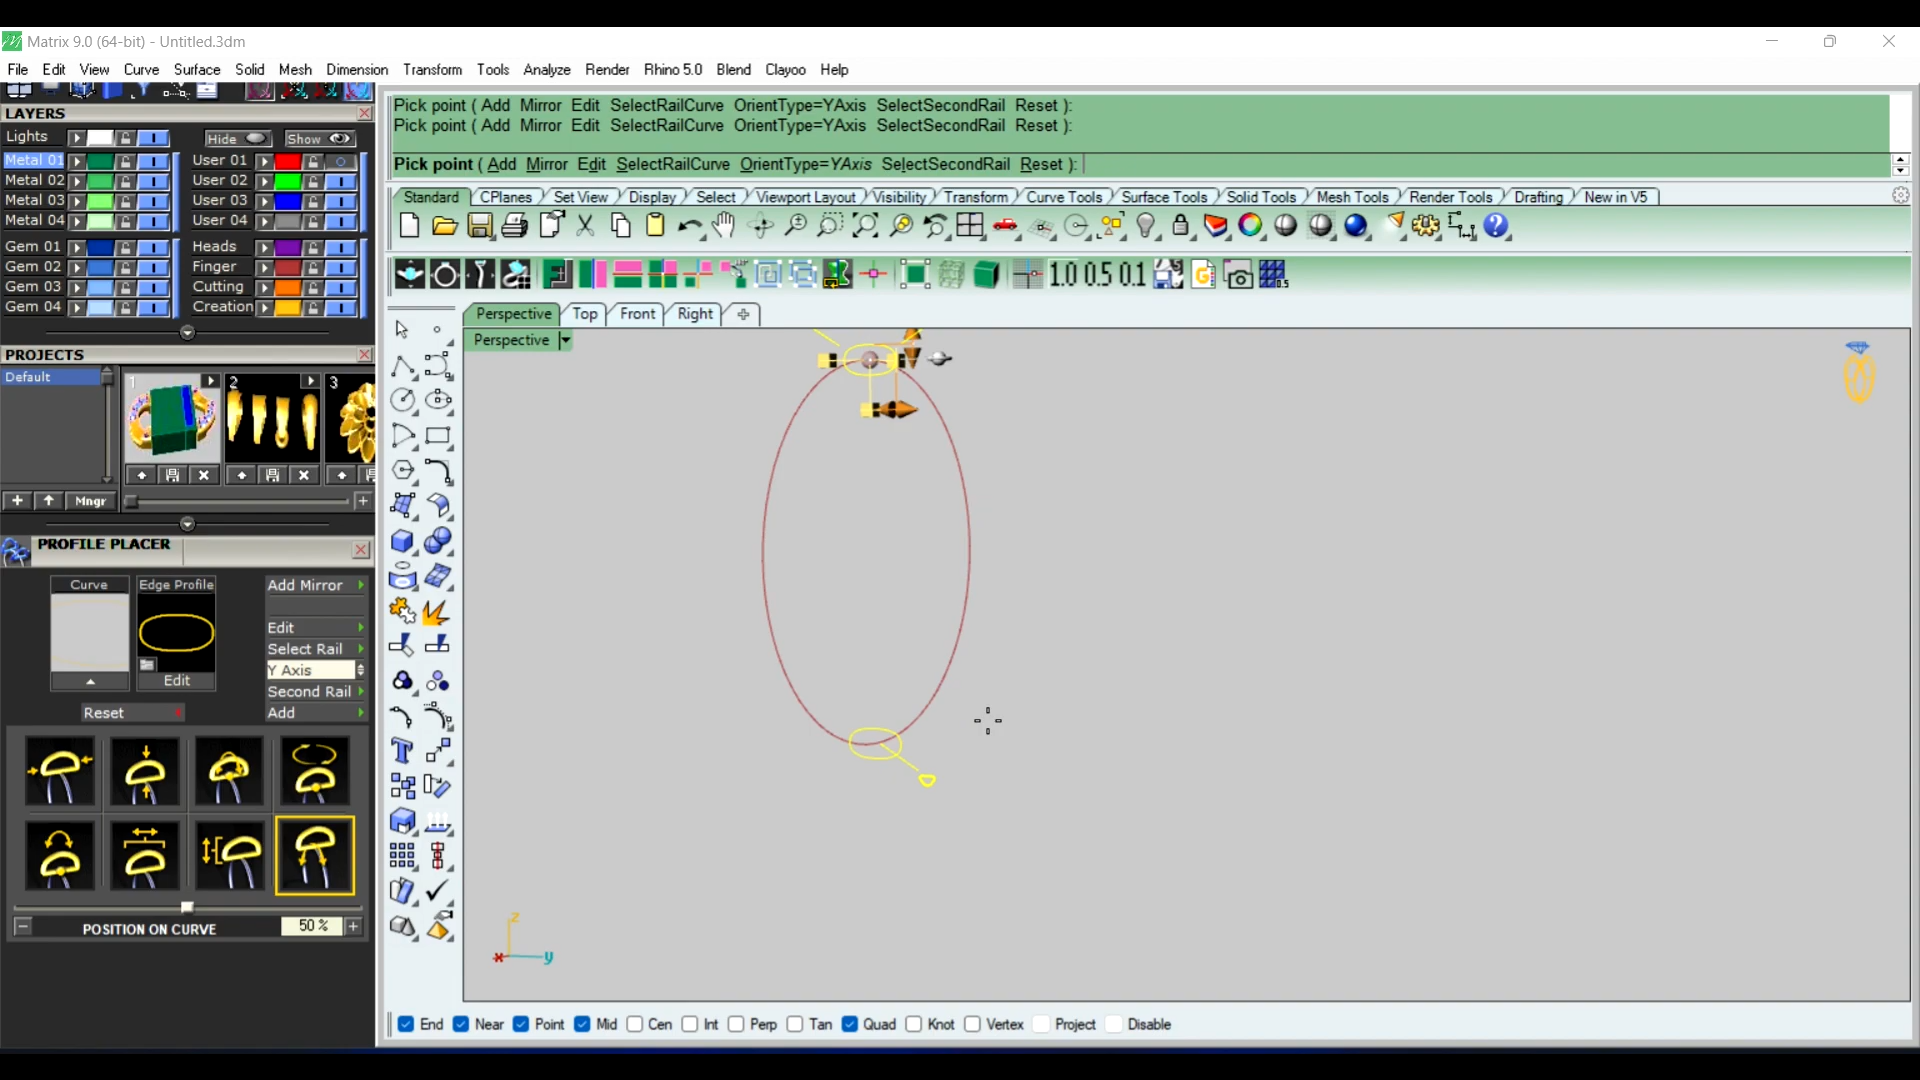 Matrix 9.0 (64-bit) - Untitled.3dm
File Edit View Curve Surface Solid Mesh Dimension Transform Tools Analyze Render Rhino 5.0 Blend Clayoo Help
LAYERS
Lights Hide Show
Metal 01 User 01
Metal 02 User 02
Metal 03 User 03
Metal 04 User 04
Gem 01 Heads
Gem 02 Finger
Gem 03 Cutting
Gem 04 Creation
PROJECTS
Default
1 2 3
Mngr
PROFILE PLACER
Curve Edge Profile Add Mirror
Edit
Select Rail
Y Axis
Edit
Second Rail
Reset Add
POSITION ON CURVE 50 %
Pick point ( Add Mirror Edit SelectRailCurve OrientType=YAxis SelectSecondRail Reset ):
Pick point ( Add Mirror Edit SelectRailCurve OrientType=YAxis SelectSecondRail Reset ):
Pick point ( Add Mirror Edit SelectRailCurve OrientType=YAxis SelectSecondRail Reset ):
Standard CPlanes Set View Display Select Viewport Layout Visibility Transform Curve Tools Surface Tools Solid Tools Mesh Tools Render Tools Drafting New in V5
1.0 0.5 0.1
Perspective Top Front Right
Perspective
z
x y
End Near Point Mid Cen Int Perp Tan Quad Knot Vertex Project Disable